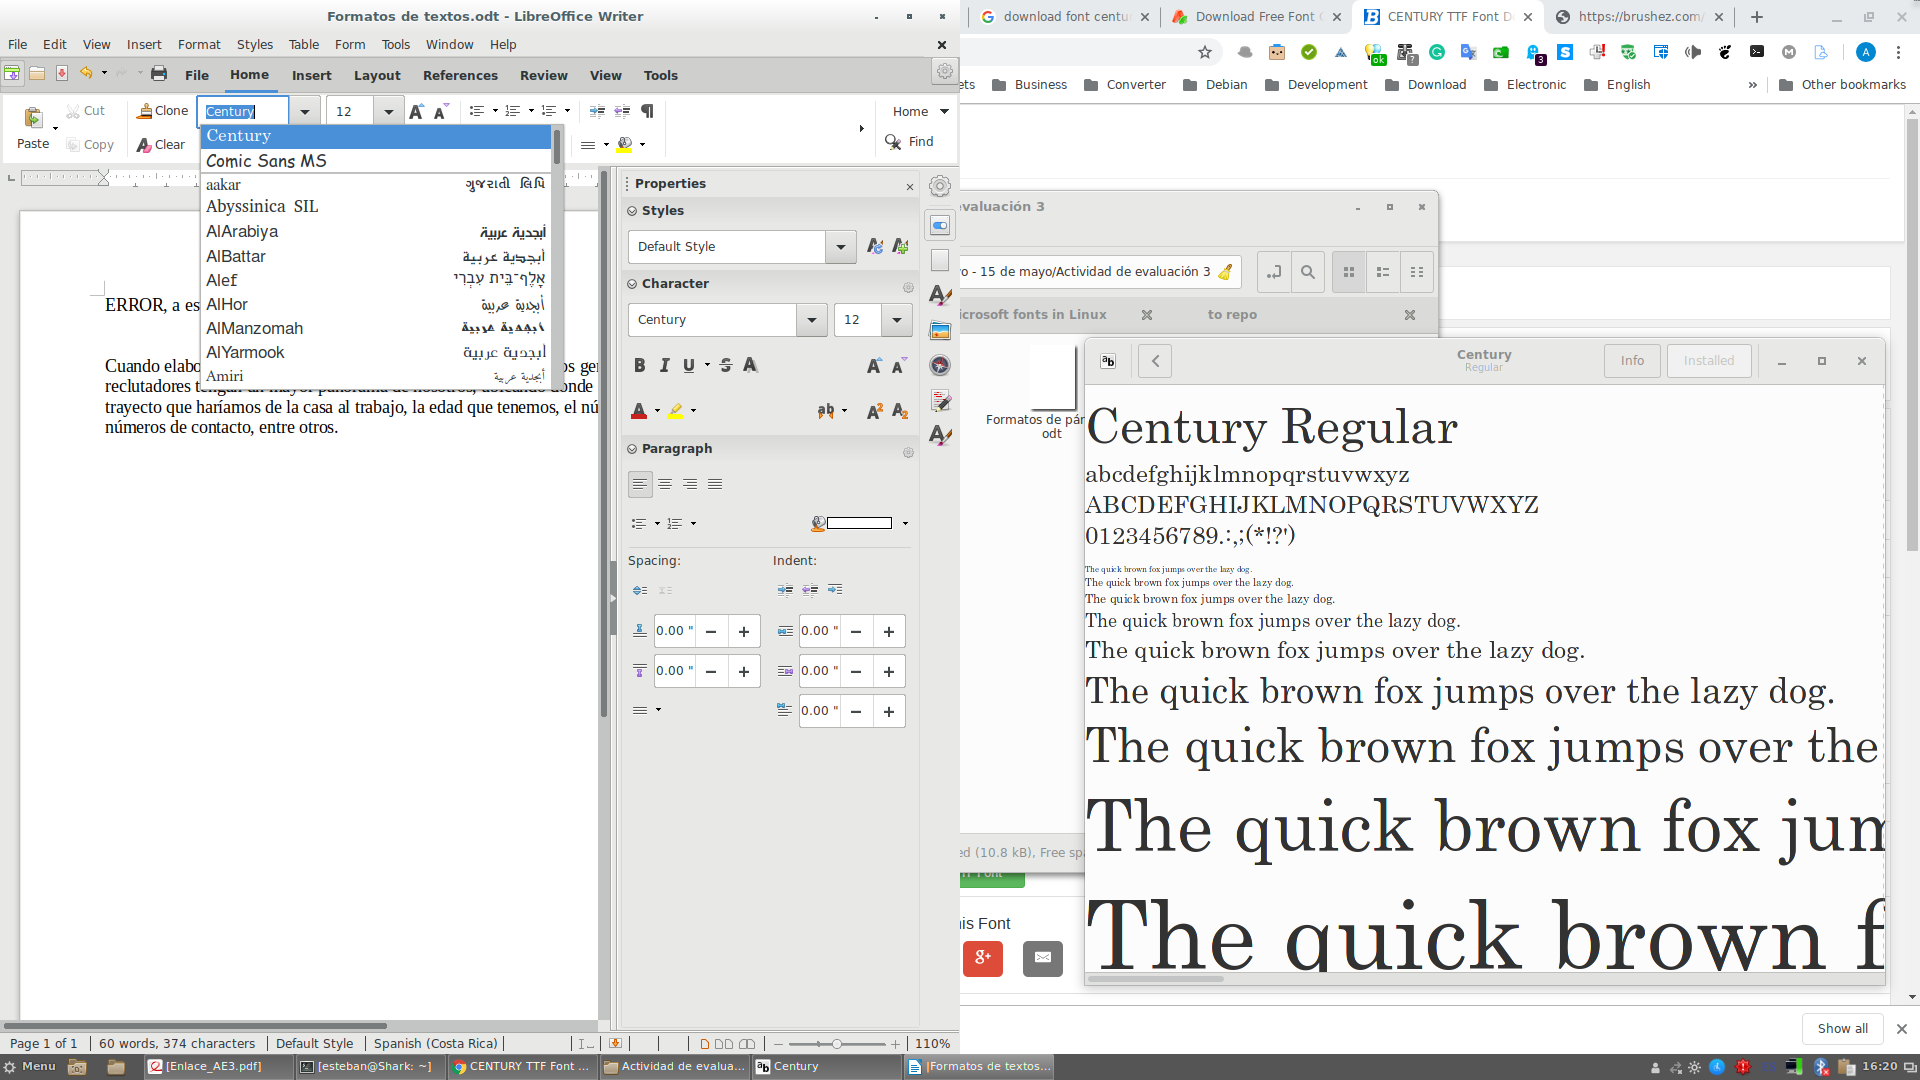 Formatos de textos.odt - LibreOffice Writer
File Edit View Insert Format Styles Table Form Tools Window Help
File Home Insert Layout References Review View Tools
Paste
Cut
Copy
Clone
Clear
Century
12
Home
Find
Century
Comic Sans MS
aakar ગુજરાતી લિપિ
Abyssinica SIL
AlArabiya أبجدية عربية
AlBattar أبجدية عربية
Alef אָלֶף־בֵּית עִבְרִי
AlHor أبجدية عربية
AlManzomah أبجدية عربية
AlYarmook أبجدية عربية
Amiri أبجدية عربية
ERROR, a es
Cuando elabo
os gen
reclutadores
trayecto que haríamos de la casa al trabajo, la edad que tenemos, el nú
números de contacto, entre otros.
Properties
Styles
Default Style
Character
Century
12
Paragraph
Spacing:
Indent:
0.00 "
0.00 "
0.00 "
0.00 "
0.00 "
Page 1 of 1
60 words, 374 characters
Default Style
Spanish (Costa Rica)
110%
download font centu
Download Free Font C
CENTURY TTF Font D
https://brushez.com/
ok
?
3
A
ets
Business
Converter
Debian
Development
Download
Electronic
English
Other bookmarks
evaluación 3
o - 15 de mayo/Actividad de evaluación 3
icrosoft fonts in Linux
to repo
Formatos de pár
odt
ed (10.8 kB), Free spa
Font
his Font
g+
Century
Regular
Info
Installed
Century Regular
abcdefghijklmnopqrstuvwxyz
ABCDEFGHIJKLMNOPQRSTUVWXYZ
0123456789.:,;(*!?')
The quick brown fox jumps over the lazy dog.
The quick brown fox jumps over the lazy dog.
The quick brown fox jumps over the lazy dog.
The quick brown fox jumps over the lazy dog.
The quick brown fox jumps over the lazy dog.
The quick brown fox jumps over the lazy dog.
The quick brown fox jumps over the
The quick brown fox jum
The quick brown f
Show all
Menu
[Enlace_AE3.pdf]
[esteban@Shark: ~]
CENTURY TTF Font ...
Actividad de evalua...
Century
[Formatos de textos...
16:20